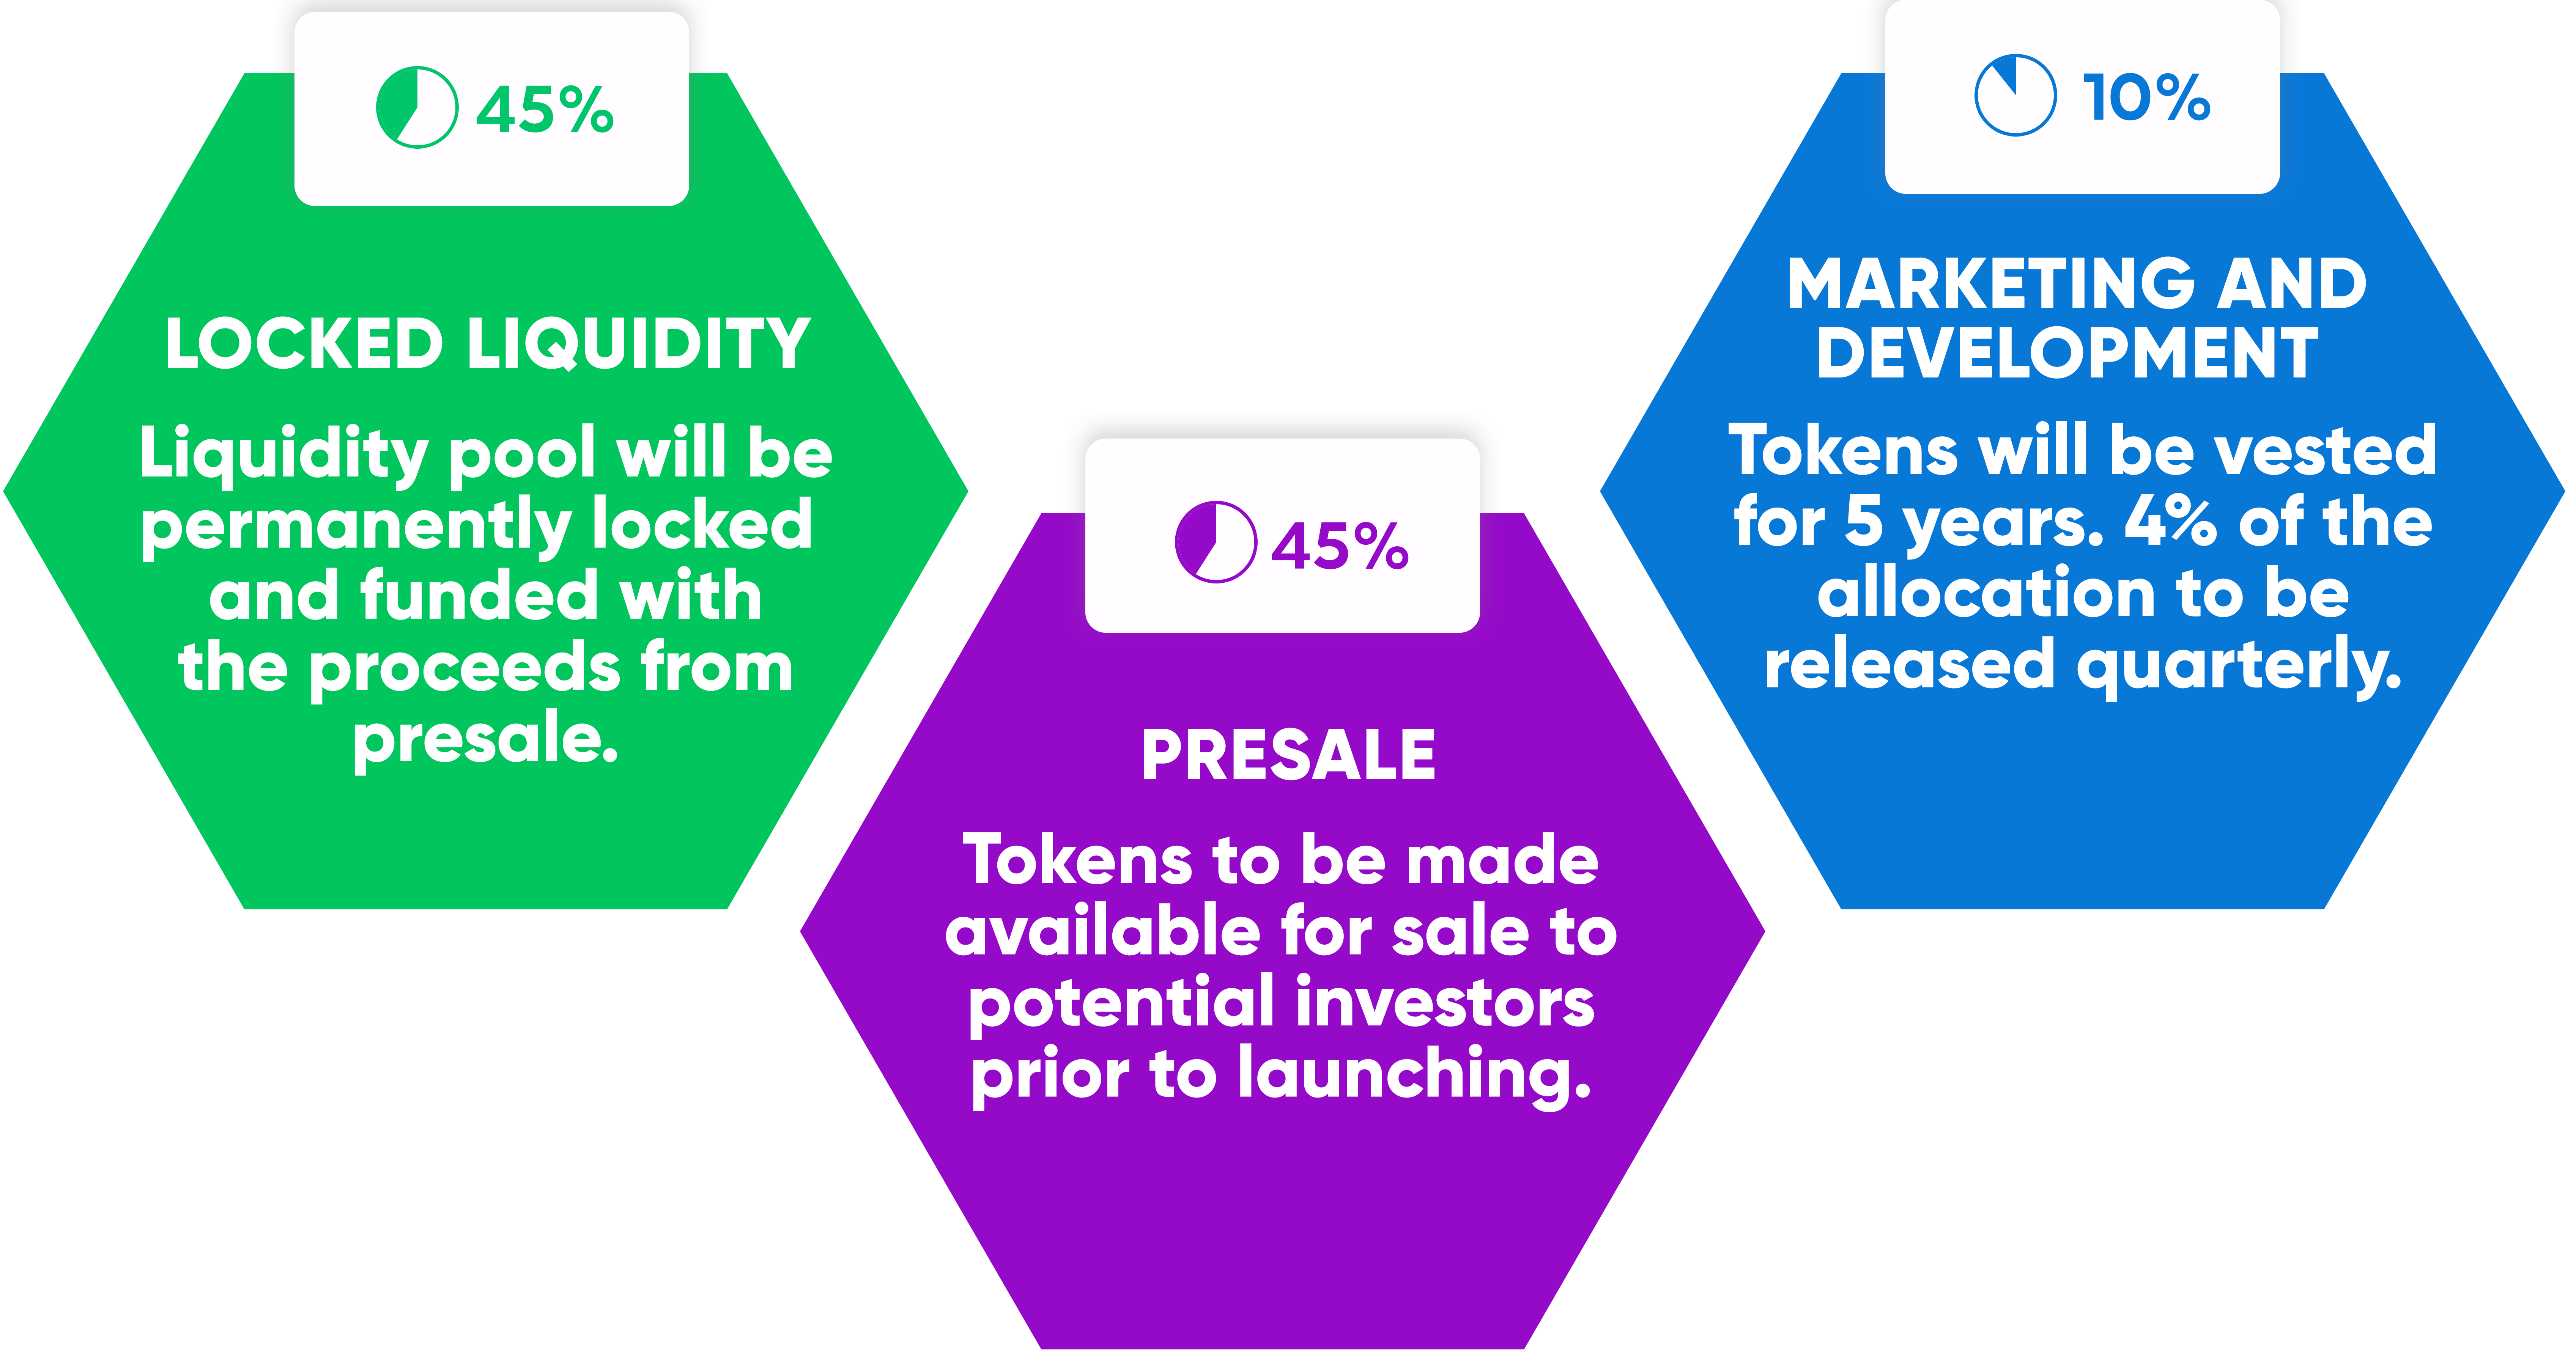 45%
LOCKED LIQUIDITY
Liquidity pool will be
permanently locked
and funded with
the proceeds from
presale.
45%
PRESALE
Tokens to be made
available for sale to
potential investors
prior to launching.
10%
MARKETING AND
DEVELOPMENT
Tokens will be vested
for 5 years. 4% of the
allocation to be
released quarterly.